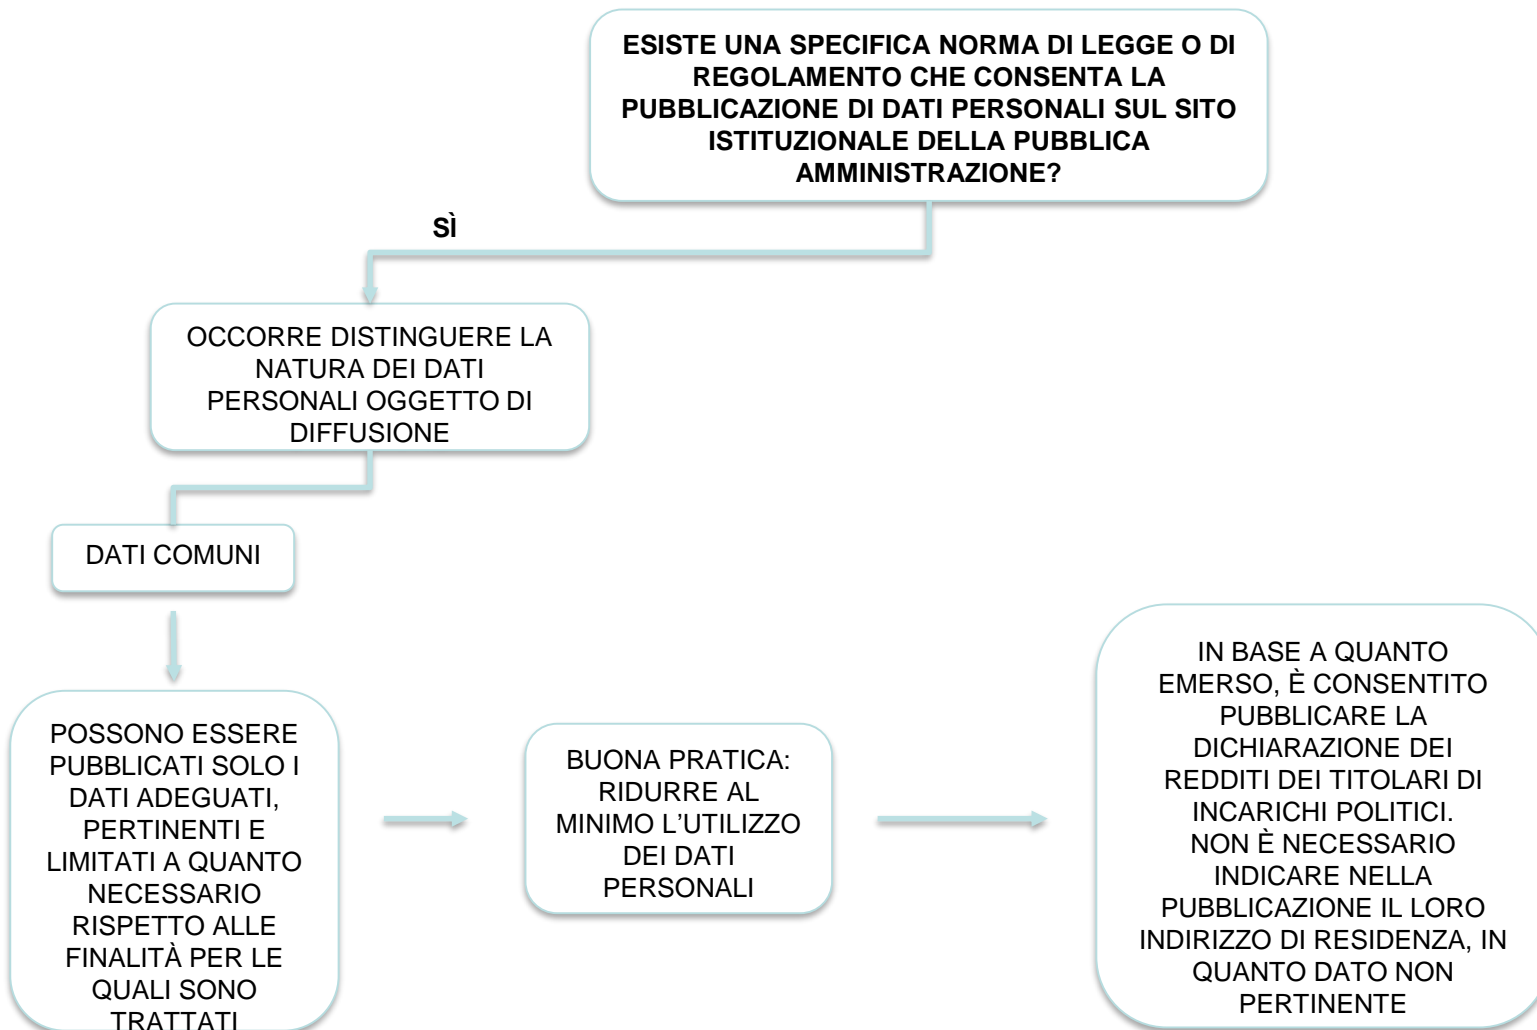 ESISTE UNA SPECIFICA NORMA DI LEGGE O DI
REGOLAMENTO CHE CONSENTA LA
PUBBLICAZIONE DI DATI PERSONALI SUL SITO
ISTITUZIONALE DELLA PUBBLICA
AMMINISTRAZIONE?
SÌ
OCCORRE DISTINGUERE LA
NATURA DEI DATI
PERSONALI OGGETTO DI
DIFFUSIONE
DATI COMUNI
POSSONO ESSERE
PUBBLICATI SOLO I
DATI ADEGUATI,
PERTINENTI E
LIMITATI A QUANTO
NECESSARIO
RISPETTO ALLE
FINALITÀ PER LE
QUALI SONO
TRATTATI
BUONA PRATICA:
RIDURRE AL
MINIMO L'UTILIZZO
DEI DATI
PERSONALI
IN BASE A QUANTO
EMERSO, È CONSENTITO
PUBBLICARE LA
DICHIARAZIONE DEI
REDDITI DEI TITOLARI DI
INCARICHI POLITICI.
NON È NECESSARIO
INDICARE NELLA
PUBBLICAZIONE IL LORO
INDIRIZZO DI RESIDENZA, IN
QUANTO DATO NON
PERTINENTE